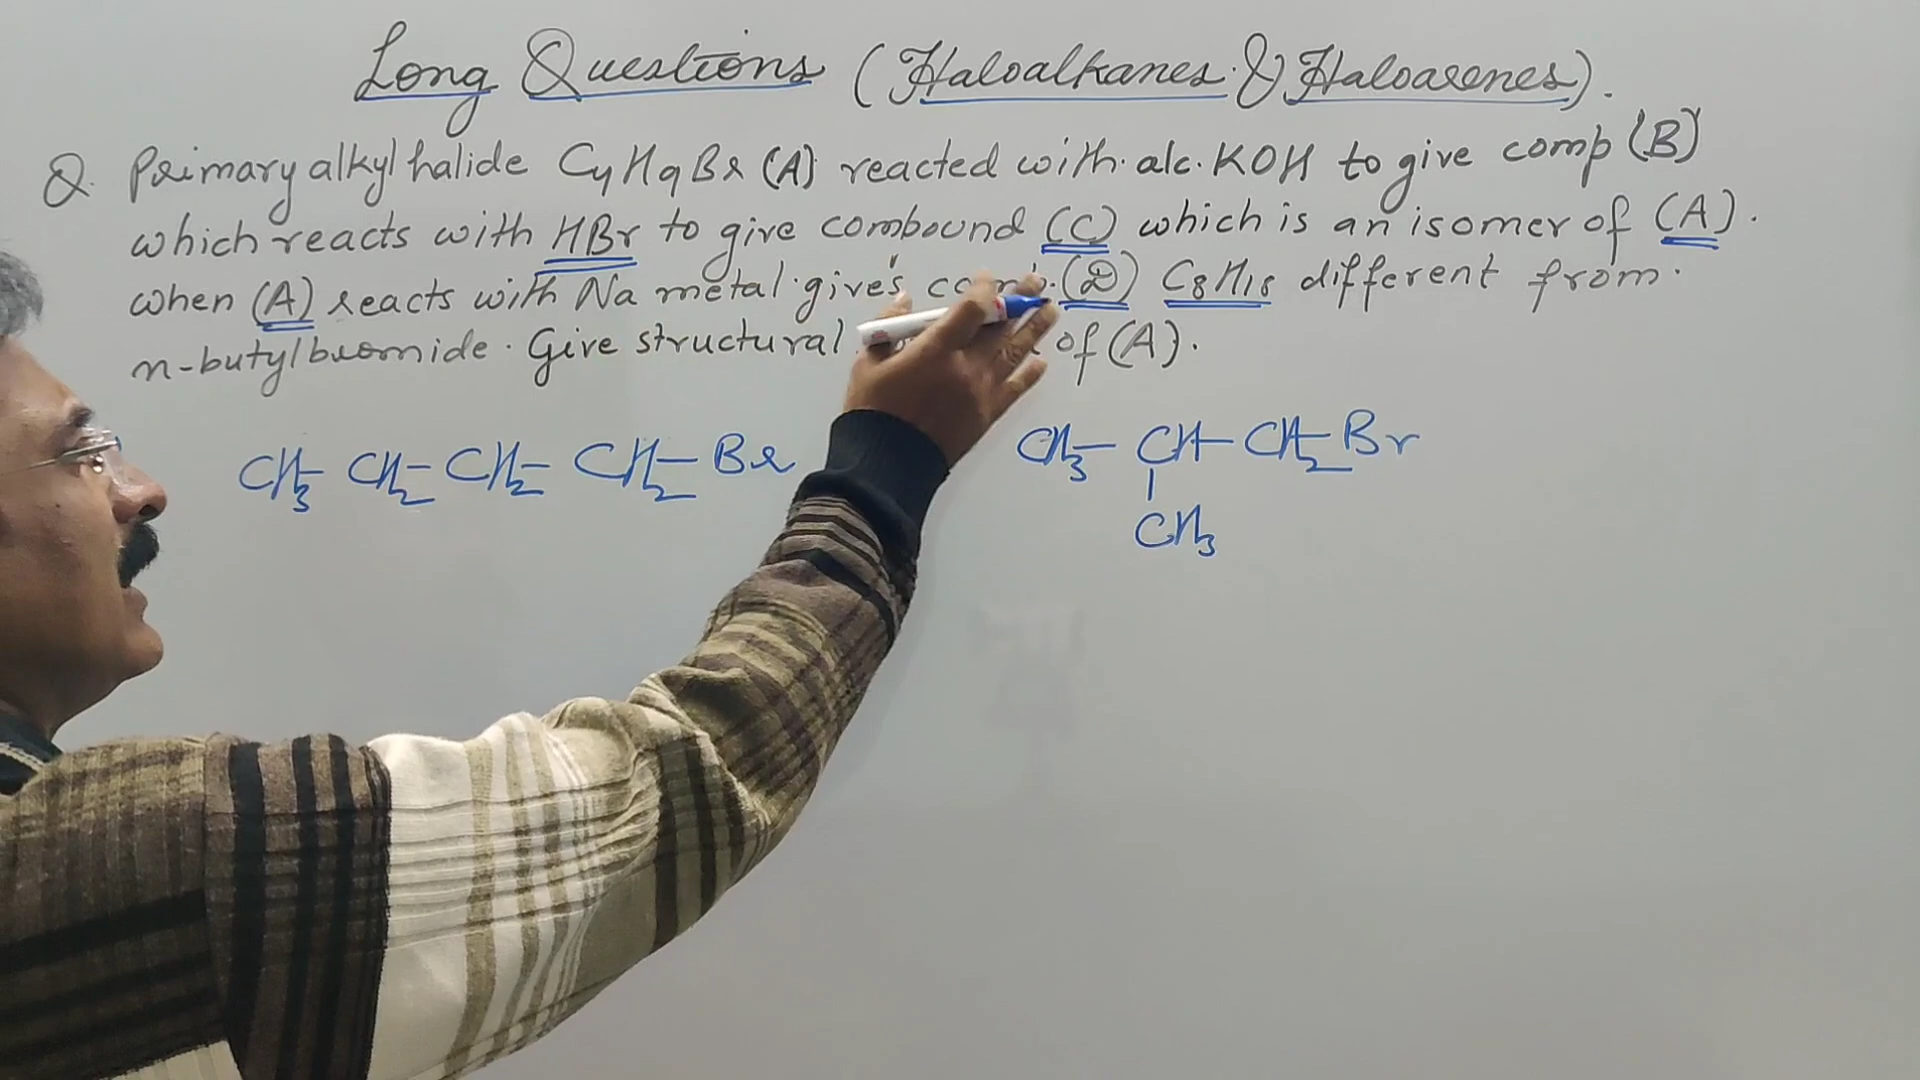 Long Questions (Haloalkanes & Haloarenes).
Q. Primary alkyl halide C4H9Br (A) reacted with alc. KOH to give comp (B)
which reacts with HBr to give compound (C) which is an isomer of (A).
when (A) reacts with Na metal gives (D) C8H18 different from
n-butylbromide. Give structural of (A).
CH3-CH2-CH2-CH2-Br
CH3-CH-CH2-Br
CH3